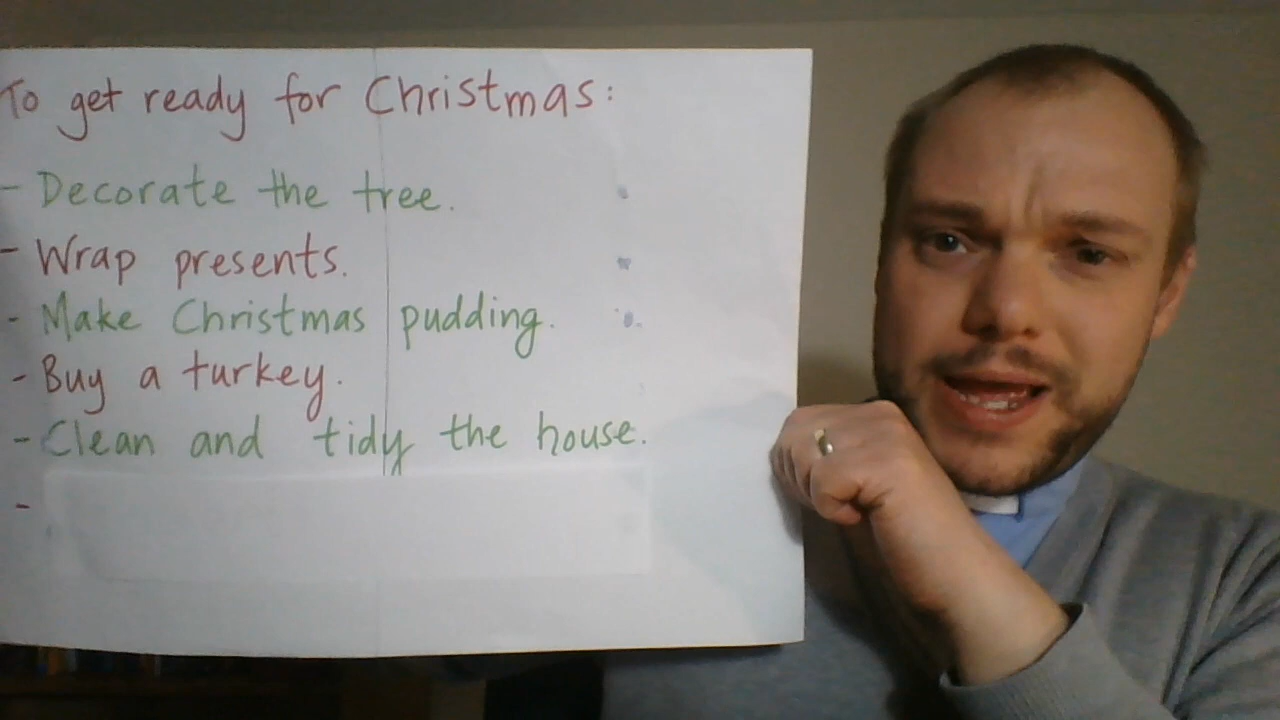 To get ready for Christmas:
- Decorate the tree.
- Wrap presents.
- Make Christmas pudding.
- Buy a turkey.
- Clean and tidy the house.
-